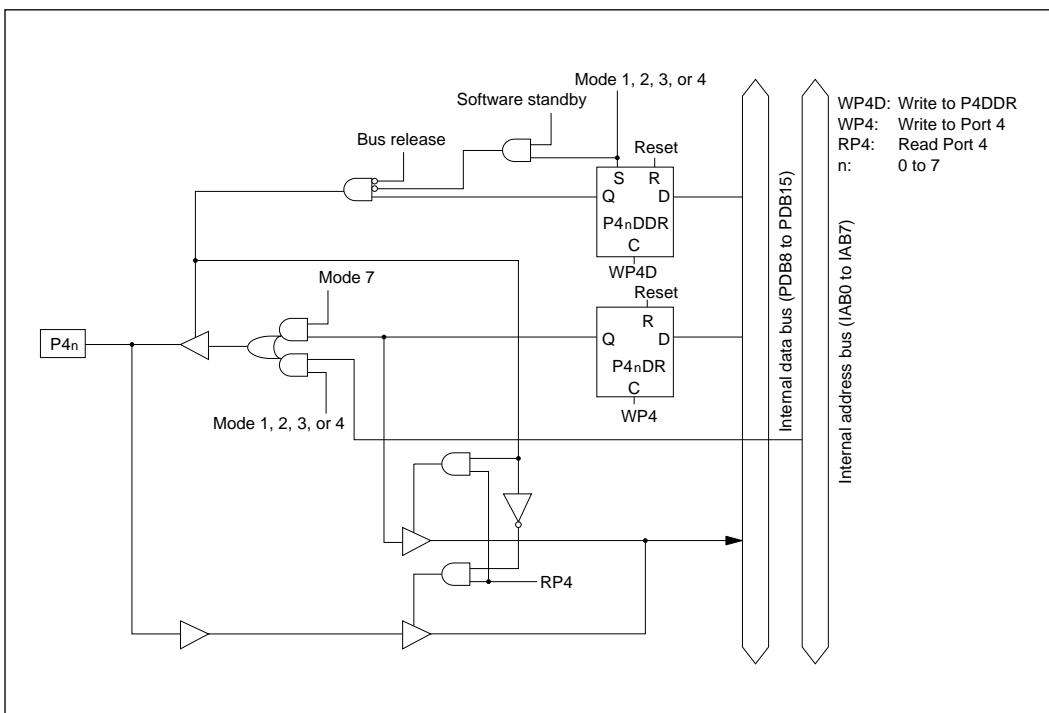 Mode 1, 2, 3, or 4
Software standby
Bus release
Reset
S R
Q D
P4nDDR
C
WP4D
Mode 7
Reset
R
Q D
P4nDR
C
WP4
P4n
Mode 1, 2, 3, or 4
RP4
Internal data bus (PDB8 to PDB15)
Internal address bus (IAB0 to IAB7)
WP4D: Write to P4DDR
WP4: Write to Port 4
RP4: Read Port 4
n: 0 to 7